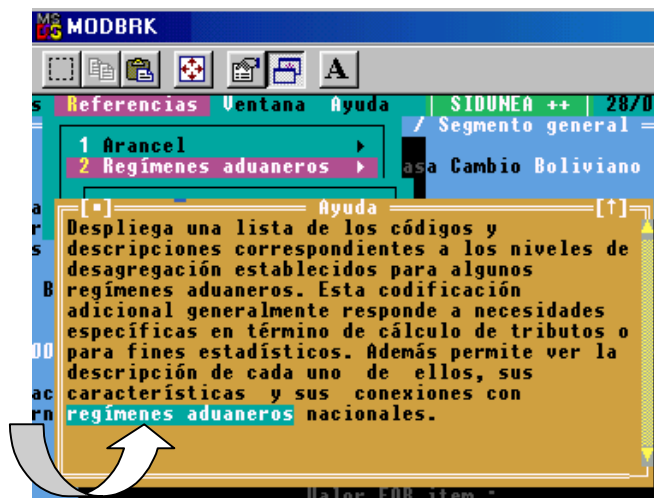 MODBRK
A
s Referencias Ventana Ayuda | SIDUNEA ++ | 28/0
/ Segmento general
1 Arancel
2 Regímenes aduaneros
asa Cambio Boliviano
Ayuda
Despliega una lista de los códigos y
descripciones correspondientes a los niveles de
desagregación establecidos para algunos
regímenes aduaneros. Esta codificación
adicional generalmente responde a necesidades
específicas en término de cálculo de tributos o
para fines estadísticos. Además permite ver la
descripción de cada uno de ellos, sus
características y sus conexiones con
regímenes aduaneros nacionales.
Valor FOB item :